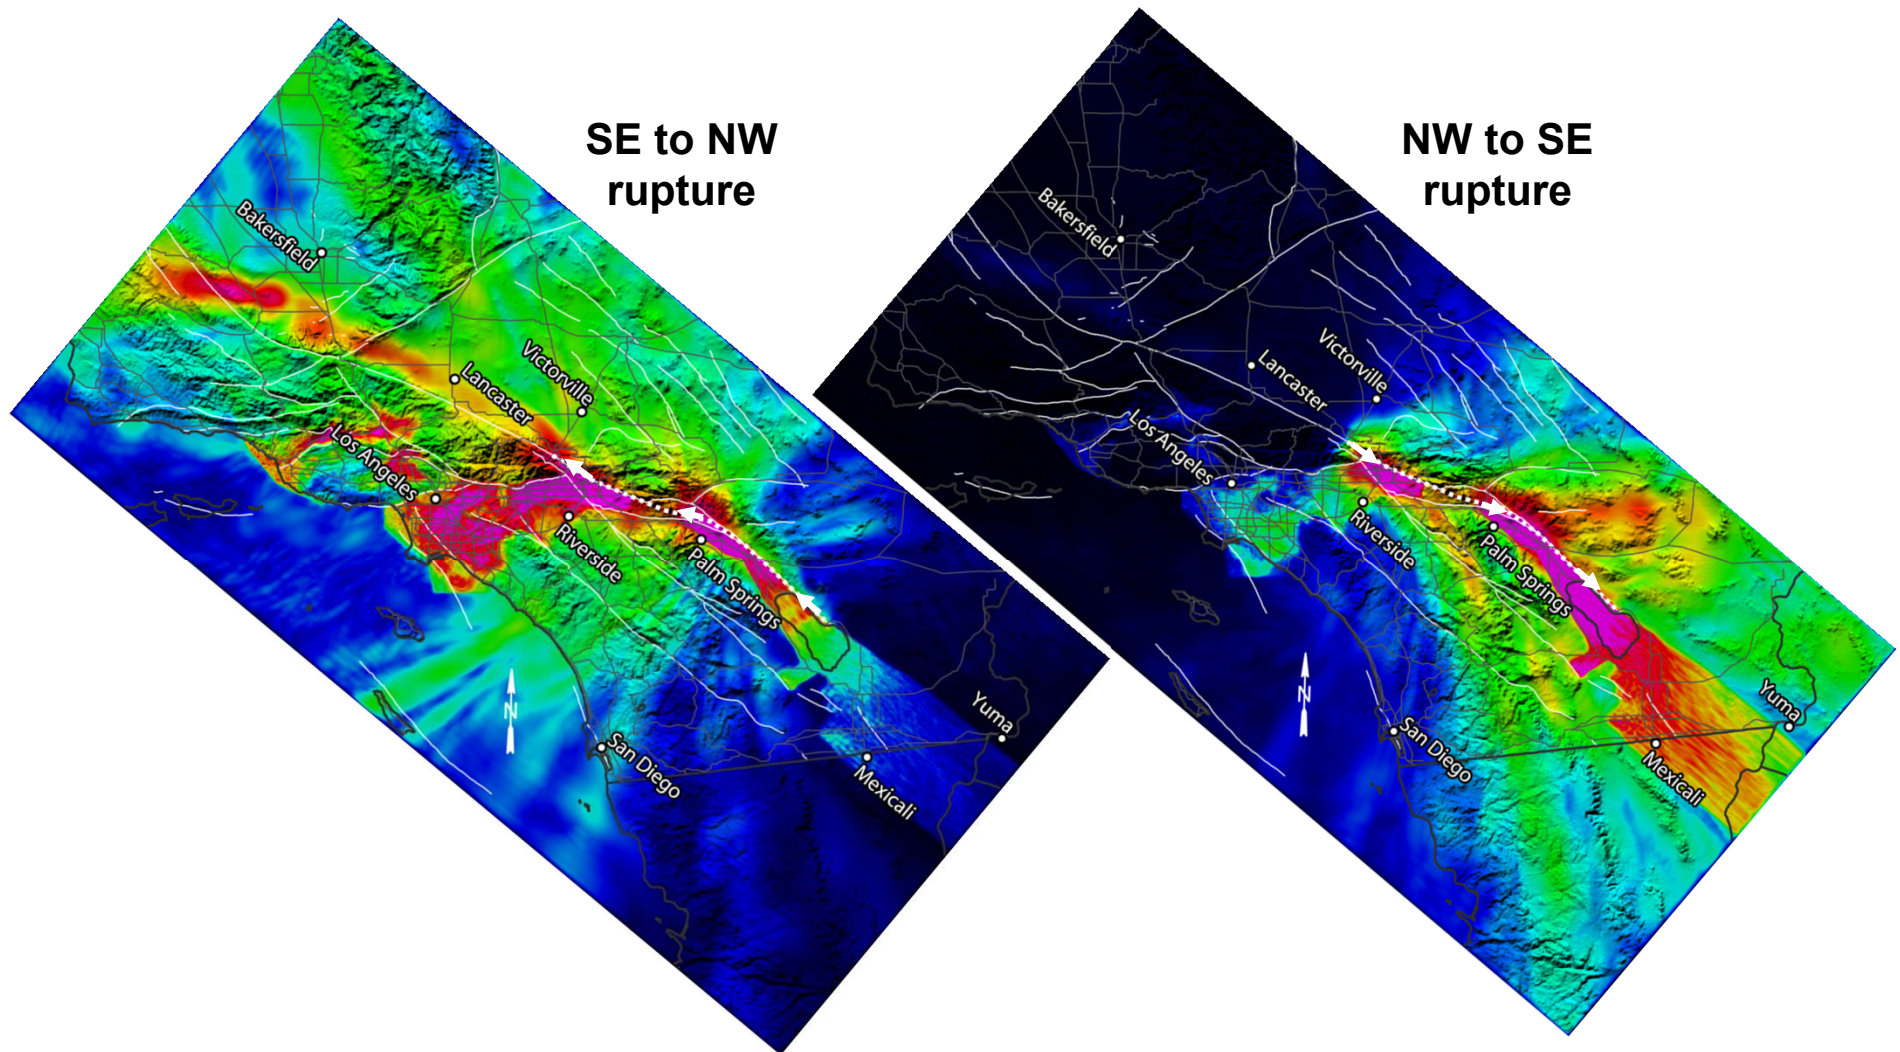 SE to NW
rupture
Bakersfield
Victorville
Lancaster
Los Angeles
Riverside
Palm Springs
N
San Diego
Yuma
Mexicali
NW to SE
rupture
Bakersfield
Victorville
Lancaster
Los Angeles
Riverside
Palm Springs
N
San Diego
Yuma
Mexicali